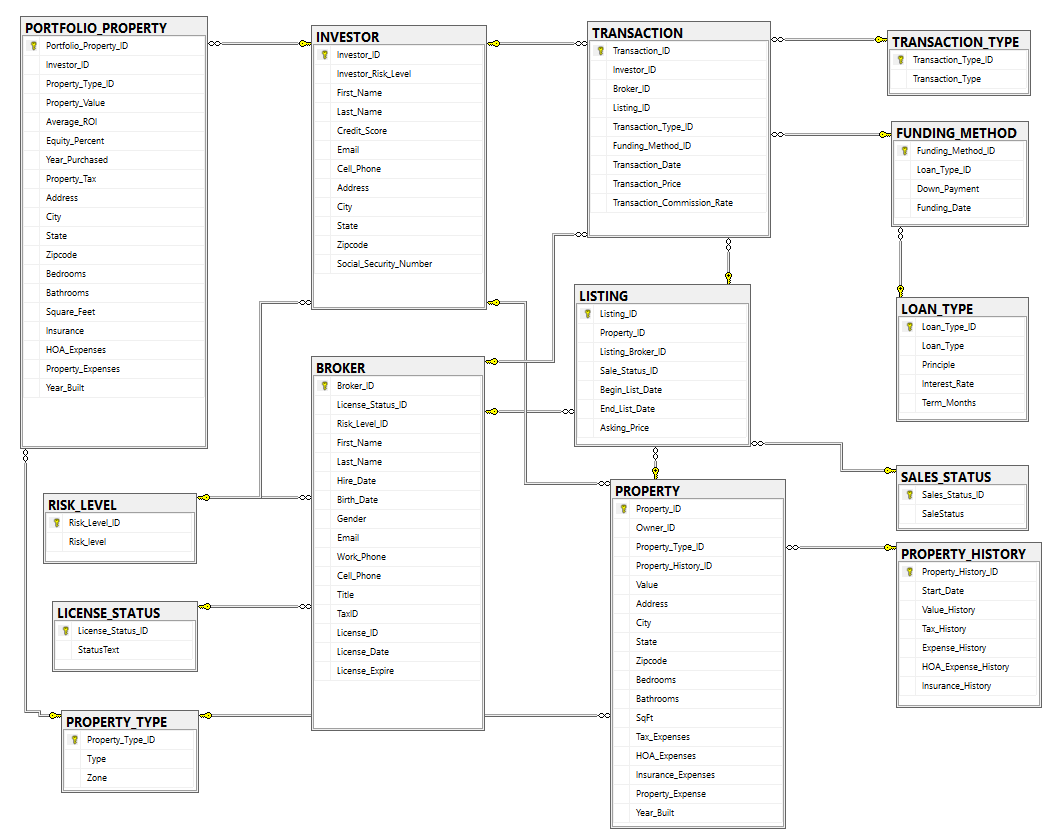 PORTFOLIO_PROPERTY
Portfolio_Property_ID
Investor_ID
Property_Type_ID
Property_Value
Average_ROI
Equity_Percent
Year_Purchased
Property_Tax
Address
City
State
Zipcode
Bedrooms
Bathrooms
Square_Feet
Insurance
HOA_Expenses
Property_Expenses
Year_Built
INVESTOR
Investor_ID
Investor_Risk_Level
First_Name
Last_Name
Credit_Score
Email
Cell_Phone
Address
City
State
Zipcode
Social_Security_Number
TRANSACTION
Transaction_ID
Investor_ID
Broker_ID
Listing_ID
Transaction_Type_ID
Funding_Method_ID
Transaction_Date
Transaction_Price
Transaction_Commission_Rate
TRANSACTION_TYPE
Transaction_Type_ID
Transaction_Type
FUNDING_METHOD
Funding_Method_ID
Loan_Type_ID
Down_Payment
Funding_Date
LISTING
Listing_ID
Property_ID
Listing_Broker_ID
Sale_Status_ID
Begin_List_Date
End_List_Date
Asking_Price
LOAN_TYPE
Loan_Type_ID
Loan_Type
Principle
Interest_Rate
Term_Months
BROKER
Broker_ID
License_Status_ID
Risk_Level_ID
First_Name
Last_Name
Hire_Date
Birth_Date
Gender
Email
Work_Phone
Cell_Phone
Title
TaxID
License_ID
License_Date
License_Expire
RISK_LEVEL
Risk_Level_ID
Risk_level
LICENSE_STATUS
License_Status_ID
StatusText
PROPERTY_TYPE
Property_Type_ID
Type
Zone
PROPERTY
Property_ID
Owner_ID
Property_Type_ID
Property_History_ID
Value
Address
City
State
Zipcode
Bedrooms
Bathrooms
SqFt
Tax_Expenses
HOA_Expenses
Insurance_Expenses
Property_Expense
Year_Built
SALES_STATUS
Sales_Status_ID
SaleStatus
PROPERTY_HISTORY
Property_History_ID
Start_Date
Value_History
Tax_History
Expense_History
HOA_Expense_History
Insurance_History